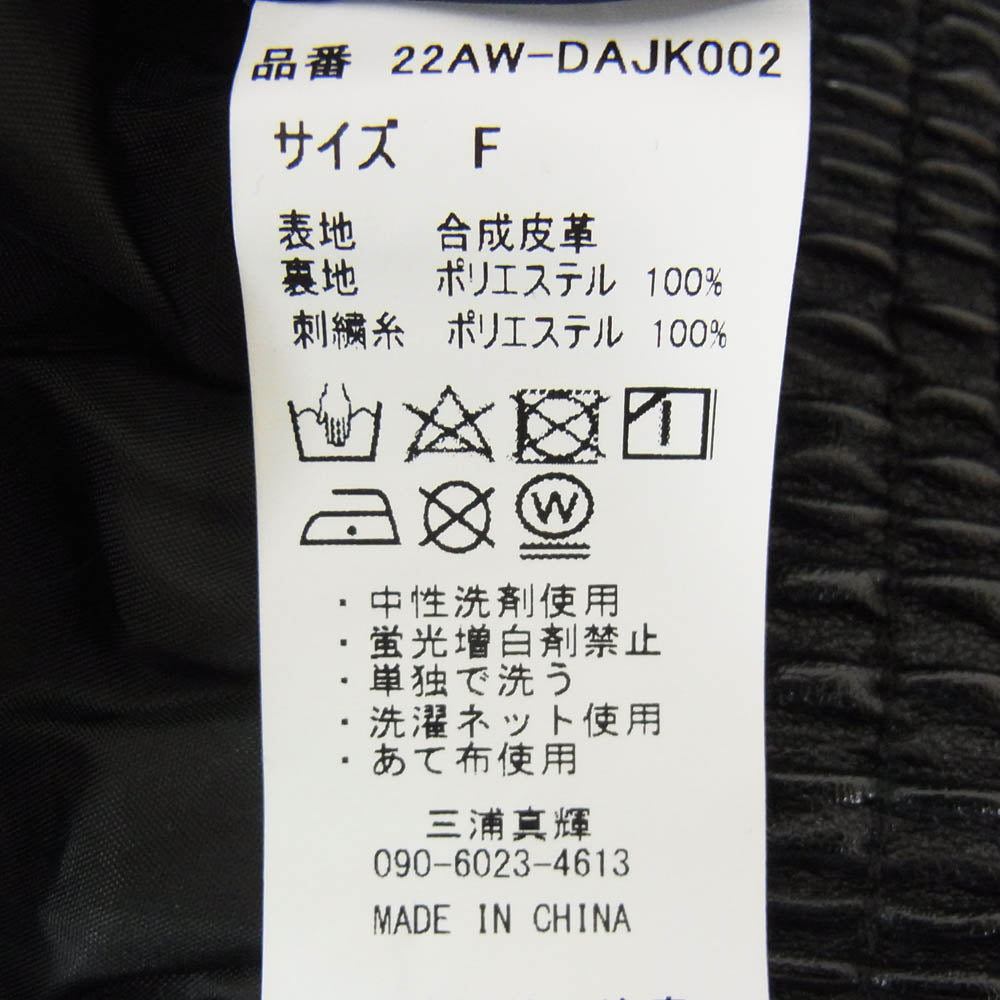 品番 22AW-DAJK002
サイズ F
表地 合成皮革
裏地 ポリエステル 100%
刺繍糸 ポリエステル 100%
W
・中性洗剤使用
・蛍光増白剤禁止
・単独で洗う
・洗濯ネット使用
・あて布使用
三浦真輝
090-6023-4613
MADE IN CHINA